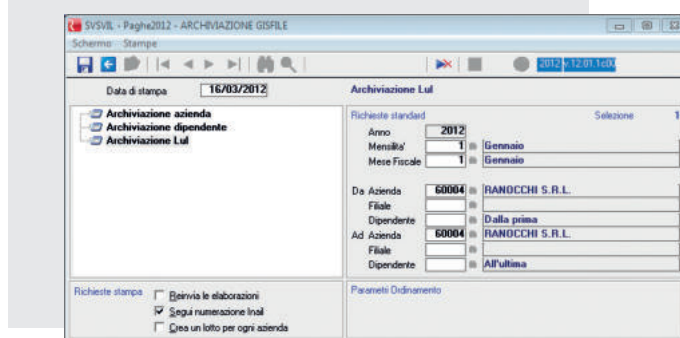 SVSVIL - Paghe2012 - ARCHIVIAZIONE GISFILE
Schermo Stampe
2012 v.12.01.1c00
Data di stampa 16/03/2012
Archiviazione Lul
Archiviazione azienda
Archiviazione dipendente
Archiviazione Lul
Richieste standard Selezione 1
Anno 2012
Mensilita' 1 Gennaio
Mese Fiscale 1 Gennaio
Da Azienda 60004 RANOCCHI S.R.L.
Filiale
Dipendente Dalla prima
Ad Azienda 60004 RANOCCHI S.R.L.
Filiale
Dipendente All'ultima
Richieste stampa
Reinvia le elaborazioni
Segui numerazione Inail
Crea un lotto per ogni azienda
Parametri Ordinamento